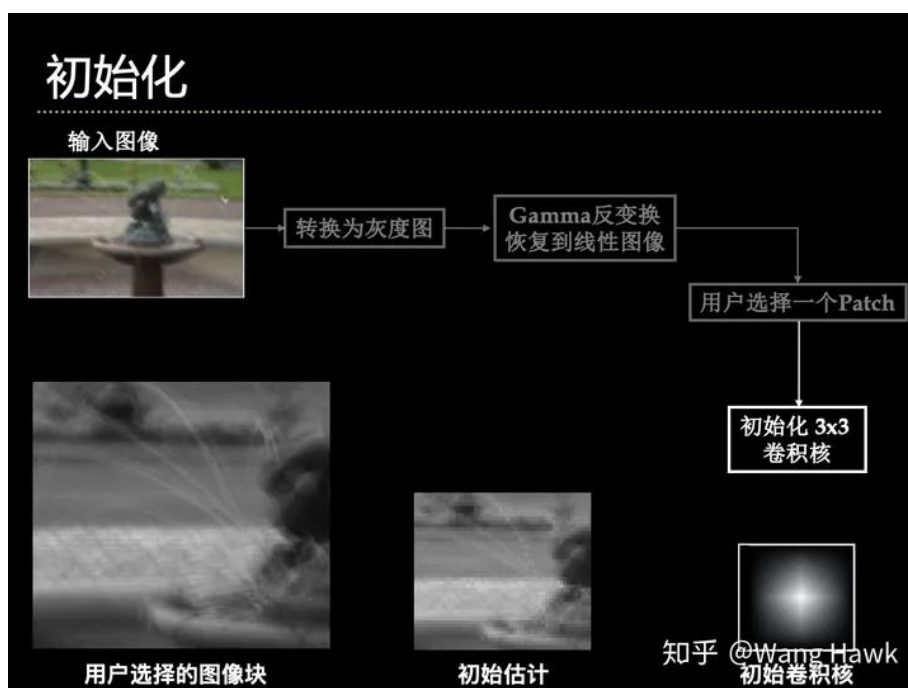 初始化
输入图像
转换为灰度图
Gamma反变换
恢复到线性图像
用户选择一个Patch
初始化 3x3
卷积核
知乎 @Wang Hawk
用户选择的图像块
初始估计
初始卷积核